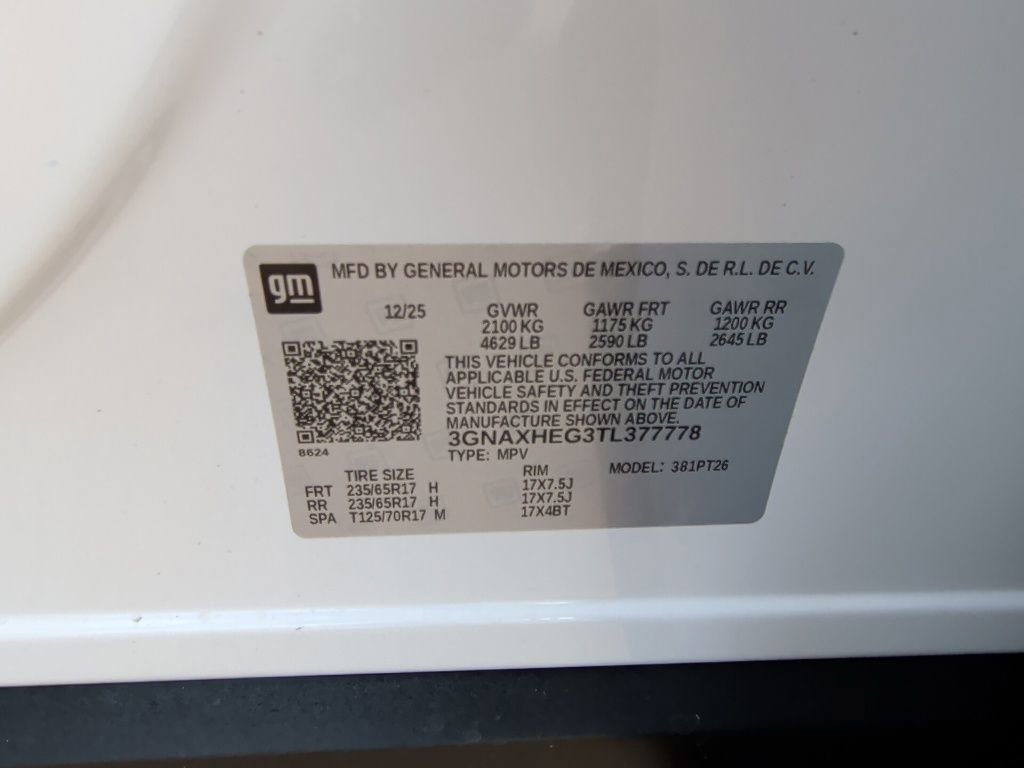 gm
MFD BY GENERAL MOTORS DE MEXICO, S. DE R.L. DE C.V.
12/25 GVWR GAWR FRT GAWR RR
2100 KG 1175 KG 1200 KG
4629 LB 2590 LB 2645 LB
THIS VEHICLE CONFORMS TO ALL
APPLICABLE U.S. FEDERAL MOTOR
VEHICLE SAFETY AND THEFT PREVENTION
STANDARDS IN EFFECT ON THE DATE OF
MANUFACTURE SHOWN ABOVE.
3GNAXHEG3TL377778
8624
TYPE: MPV MODEL: 381PT26
TIRE SIZE RIM
FRT 235/65R17 H 17X7.5J
RR 235/65R17 H 17X7.5J
SPA T125/70R17 M 17X4BT